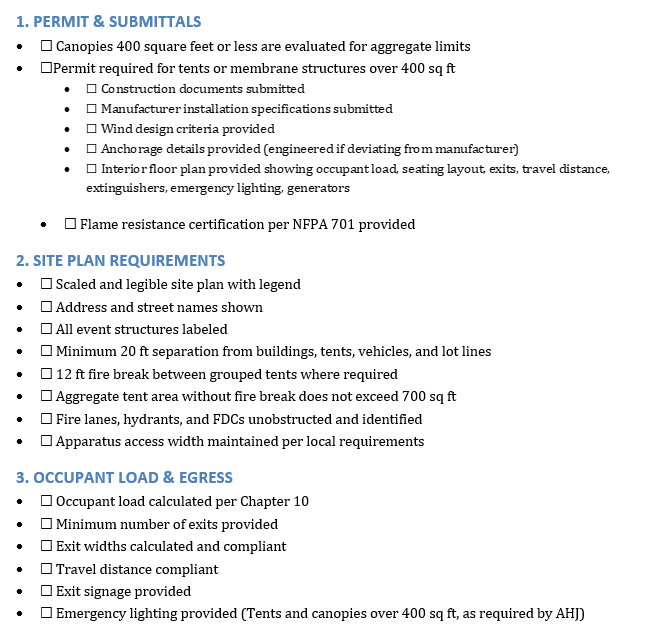 1. PERMIT & SUBMITTALS
• ☐ Canopies 400 square feet or less are evaluated for aggregate limits
• ☐Permit required for tents or membrane structures over 400 sq ft
• ☐ Construction documents submitted
• ☐ Manufacturer installation specifications submitted
• ☐ Wind design criteria provided
• ☐ Anchorage details provided (engineered if deviating from manufacturer)
• ☐ Interior floor plan provided showing occupant load, seating layout, exits, travel distance,
extinguishers, emergency lighting, generators
• ☐ Flame resistance certification per NFPA 701 provided
2. SITE PLAN REQUIREMENTS
• ☐ Scaled and legible site plan with legend
• ☐ Address and street names shown
• ☐ All event structures labeled
• ☐ Minimum 20 ft separation from buildings, tents, vehicles, and lot lines
• ☐ 12 ft fire break between grouped tents where required
• ☐ Aggregate tent area without fire break does not exceed 700 sq ft
• ☐ Fire lanes, hydrants, and FDCs unobstructed and identified
• ☐ Apparatus access width maintained per local requirements
3. OCCUPANT LOAD & EGRESS
• ☐ Occupant load calculated per Chapter 10
• ☐ Minimum number of exits provided
• ☐ Exit widths calculated and compliant
• ☐ Travel distance compliant
• ☐ Exit signage provided
• ☐ Emergency lighting provided (Tents and canopies over 400 sq ft, as required by AHJ)